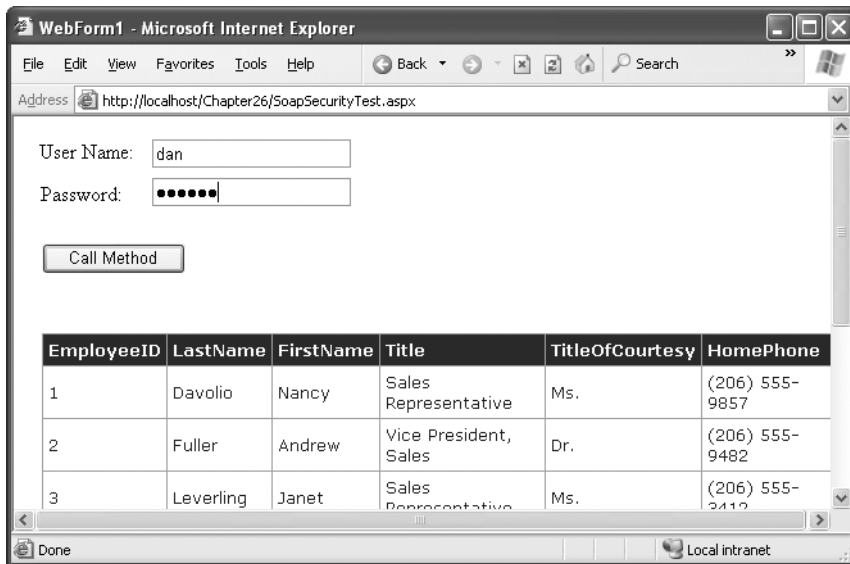 WebForm1 - Microsoft Internet Explorer
File Edit View Favorites Tools Help Back Search »
Address http://localhost/Chapter26/SoapSecurityTest.aspx
User Name: dan
Password: ••••••
Call Method
EmployeeID LastName FirstName Title TitleOfCourtesy HomePhone
1 Davolio Nancy Sales Representative Ms. (206) 555-9857
2 Fuller Andrew Vice President, Sales Dr. (206) 555-9482
3 Leverling Janet Sales Representative Ms. (206) 555-3412
Done Local intranet